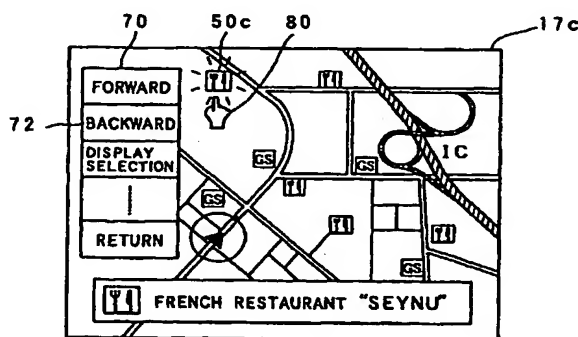 50c 80
70 17c
FORWARD
72 BACKWARD
DISPLAY
SELECTION
RETURN
GS
IC
GS
GS
GS
FRENCH RESTAURANT "SEYNU"